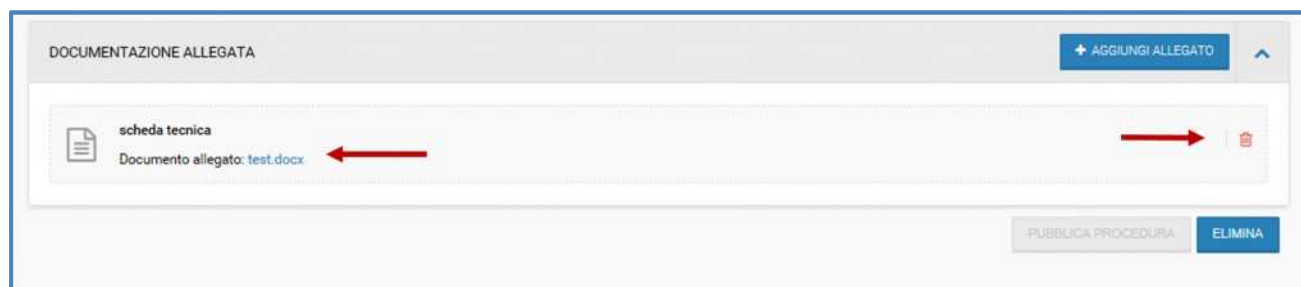 DOCUMENTAZIONE ALLEGATA
+ AGGIUNGI ALLEGATO
scheda tecnica
Documento allegato: test.docx
PUBBLICA PROCEDURA
ELIMINA